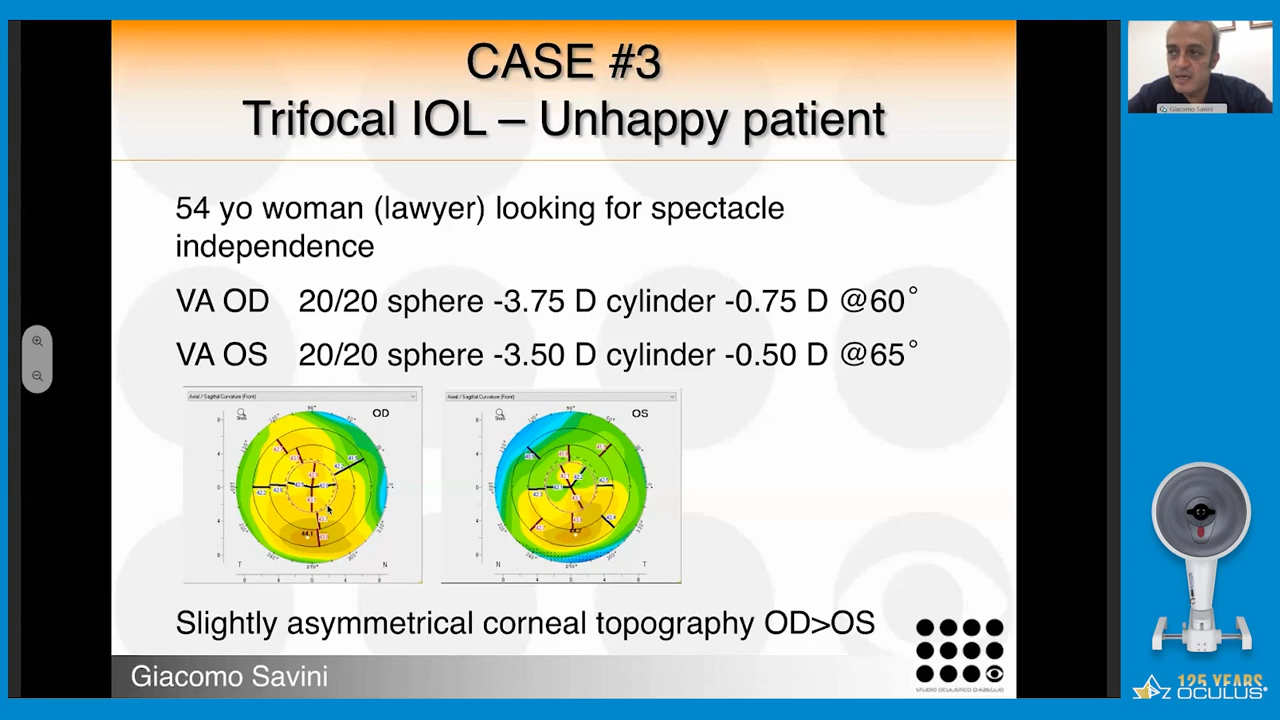 CASE #3
Trifocal IOL – Unhappy patient
54 yo woman (lawyer) looking for spectacle
independence
VA OD 20/20 sphere -3.75 D cylinder -0.75 D @60°
VA OS 20/20 sphere -3.50 D cylinder -0.50 D @65°
Axial / Sagittal Curvature (Front)
OD
T
N
Axial / Sagittal Curvature (Front)
OS
N
T
Slightly asymmetrical corneal topography OD>OS
Giacomo Savini
Giacomo Savini
125 YEARS
OCULUS®